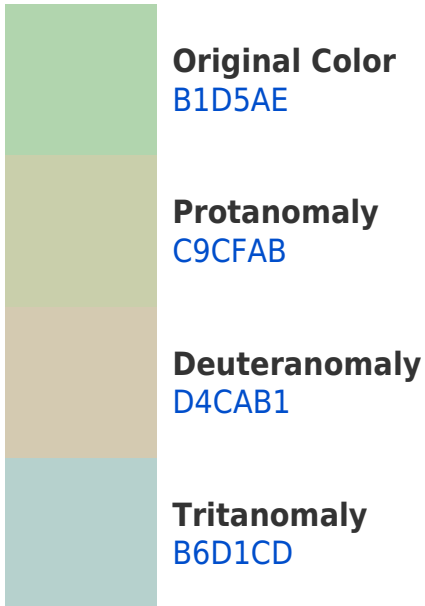 Original Color
B1D5AE
Protanomaly
C9CFAB
Deuteranomaly
D4CAB1
Tritanomaly
B6D1CD